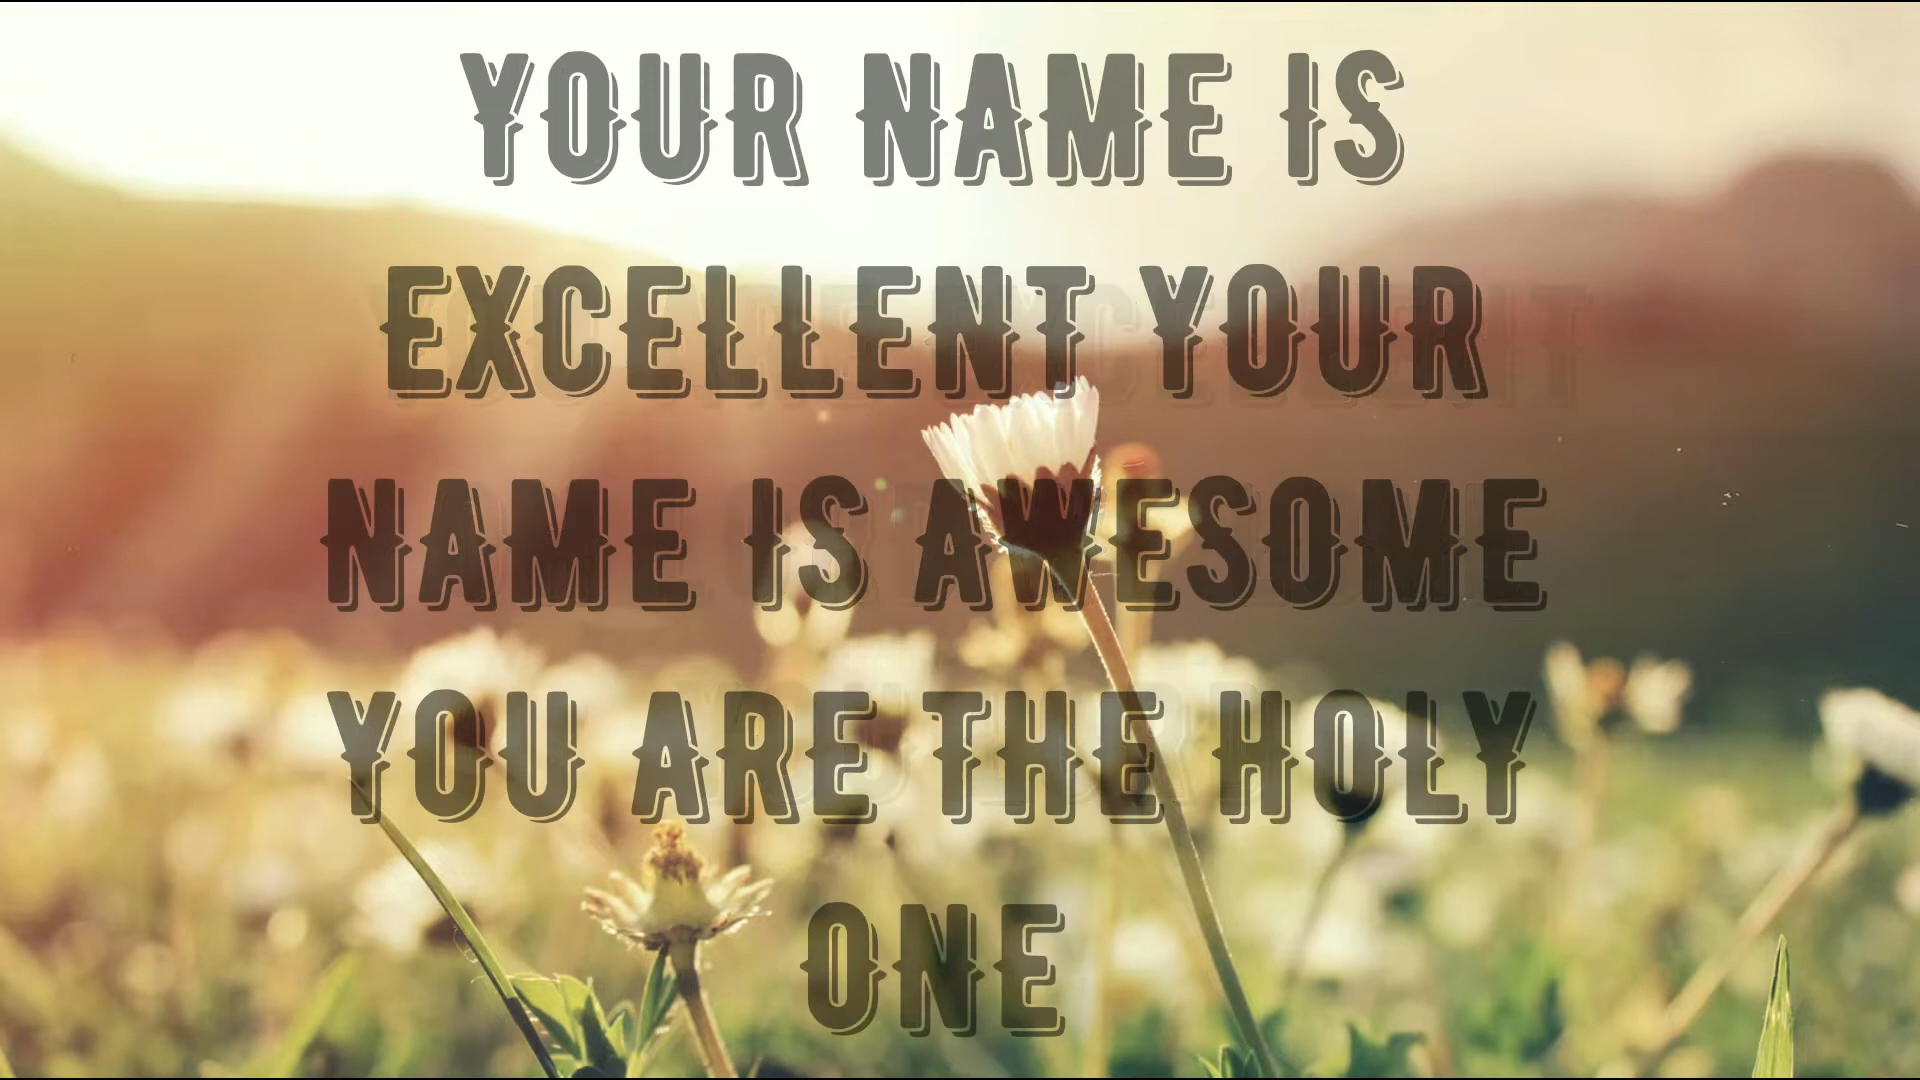 YOUR NAME IS
EXCELLENT YOUR
NAME IS AWESOME
YOU ARE THE HOLY
ONE